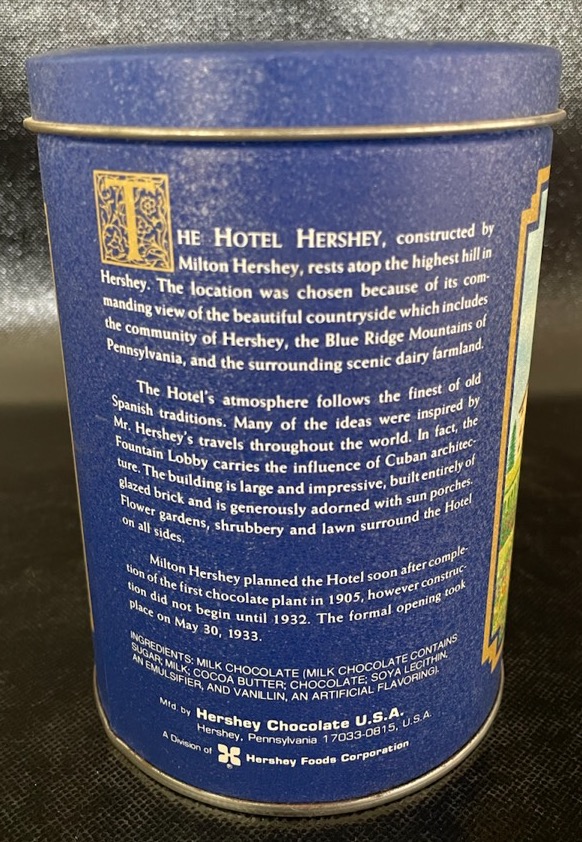 THE HOTEL HERSHEY, constructed by
Milton Hershey, rests atop the highest hill in
Hershey. The location was chosen because of its com-
manding view of the beautiful countryside which includes
the community of Hershey, the Blue Ridge Mountains of
Pennsylvania, and the surrounding scenic dairy farmland.
The Hotel's atmosphere follows the finest of old
Spanish traditions. Many of the ideas were inspired by
Mr. Hershey's travels throughout the world. In fact, the
Fountain Lobby carries the influence of Cuban architec-
ture. The building is large and impressive, built entirely of
glazed brick and is generously adorned with sun porches.
Flower gardens, shrubbery and lawn surround the Hotel
on all sides.
Milton Hershey planned the Hotel soon after comple-
tion of the first chocolate plant in 1905, however construc-
tion did not begin until 1932. The formal opening took
place on May 30, 1933.
INGREDIENTS: MILK CHOCOLATE (MILK CHOCOLATE CONTAINS
SUGAR; MILK; COCOA BUTTER; CHOCOLATE; SOYA LECITHIN,
AN EMULSIFIER, AND VANILLIN, AN ARTIFICIAL FLAVORING).
Mfd. by Hershey Chocolate U.S.A.
Hershey, Pennsylvania 17033-0815, U.S.A.
A Division of Hershey Foods Corporation
®